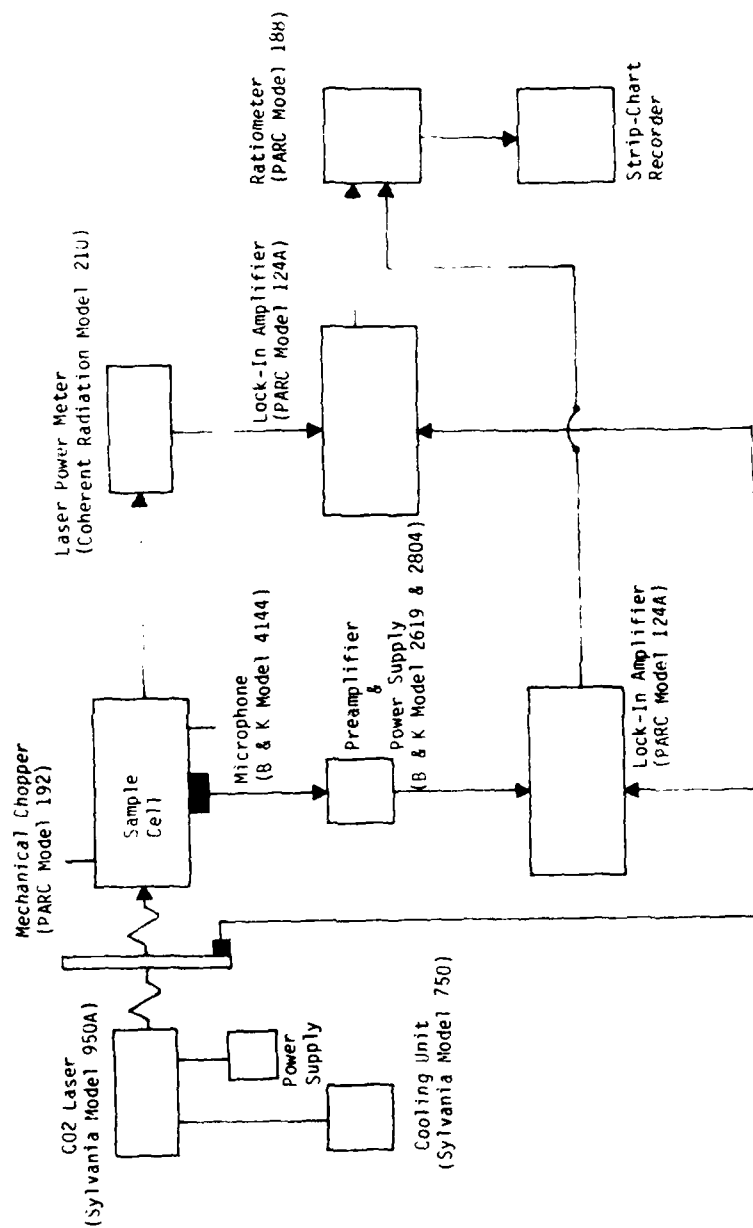 CO2 Laser
(Sylvania Model 950A)
Mechanical Chopper
(PARC Model 192)
Laser Power Meter
(Coherent Radiation Model 210)
Power
Supply
Cooling Unit
(Sylvania Model 750)
Sample
Cell
Microphone
(B & K Model 4144)
Preamplifier
&
Power Supply
(B & K Model 2619 & 2804)
Lock-In Amplifier
(PARC Model 124A)
Lock-In Amplifier
(PARC Model 124A)
Ratiometer
(PARC Model 188)
Strip-Chart
Recorder